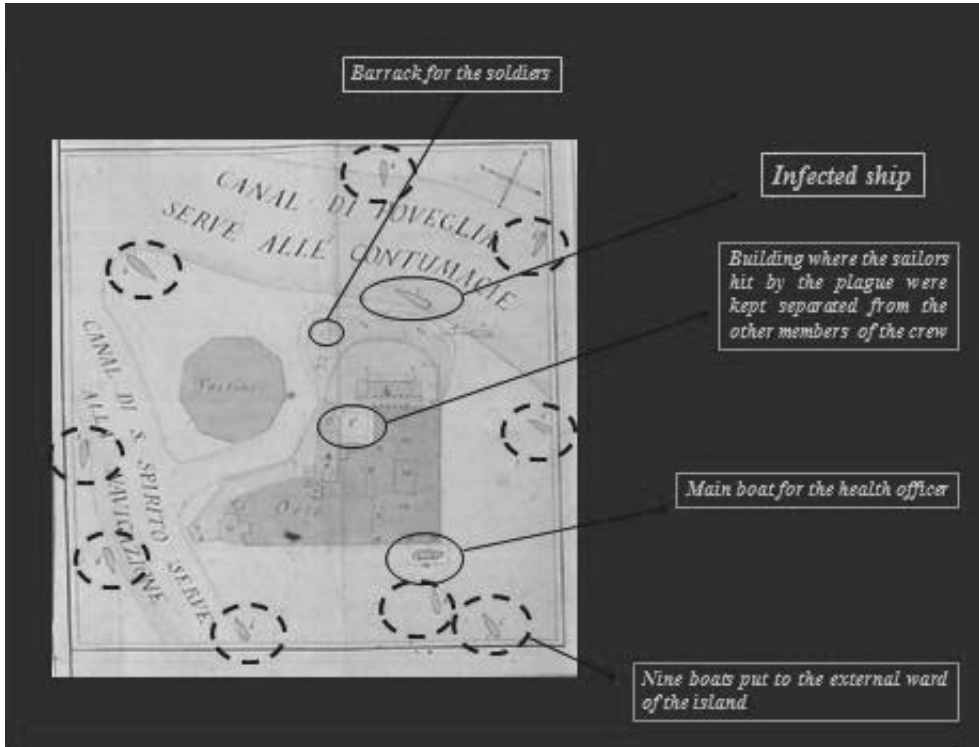 Barrack for the soldiers
Infected ship
Building where the sailors
hit by the plague were
kept separated from the
other members of the crew
Main boat for the health officer
Nine boats put to the external ward
of the island
CANAL DI POVEGLIA
SERVE ALLE CONTUMACIE
CANAL DI S. SPIRITO SERVE
ALLA NAVIGAZIONE
Orto